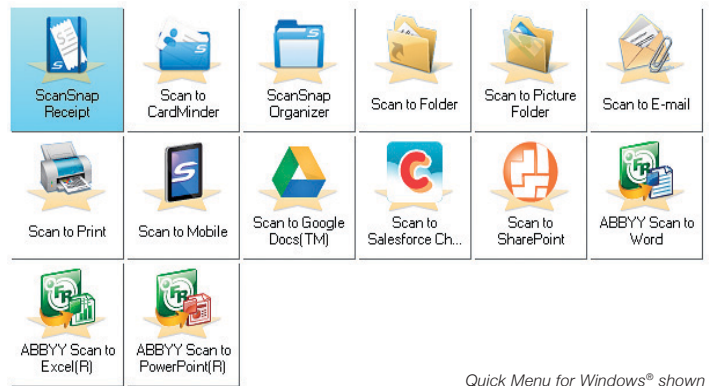 ScanSnap
Receipt
Scan to
CardMinder
ScanSnap
Organizer
Scan to Folder
Scan to Picture
Folder
Scan to E-mail
Scan to Print
Scan to Mobile
Scan to Google
Docs(TM)
Scan to
Salesforce Ch...
Scan to
SharePoint
ABBYY Scan to
Word
ABBYY Scan to
Excel(R)
ABBYY Scan to
PowerPoint(R)
Quick Menu for Windows® shown